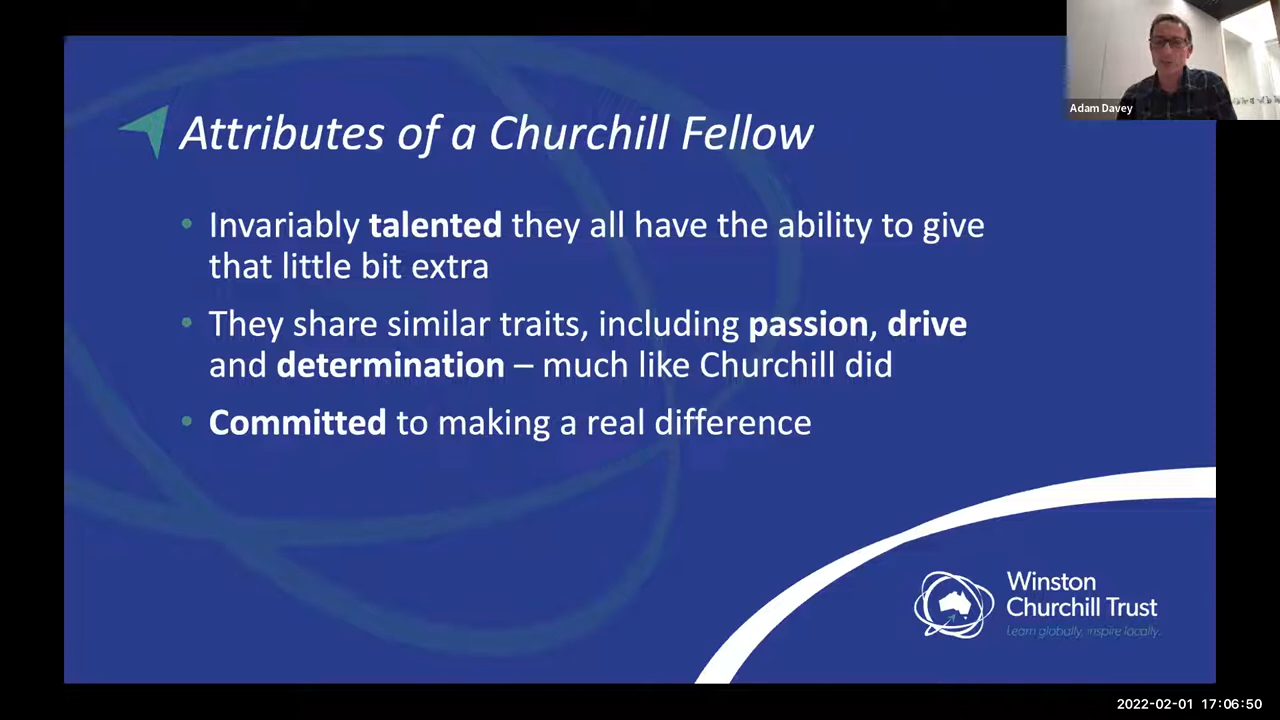 Adam Davey
Attributes of a Churchill Fellow
• Invariably talented they all have the ability to give
that little bit extra
• They share similar traits, including passion, drive
and determination – much like Churchill did
• Committed to making a real difference
Winston
Churchill Trust
Learn globally, inspire locally.
2022-02-01 17:06:50